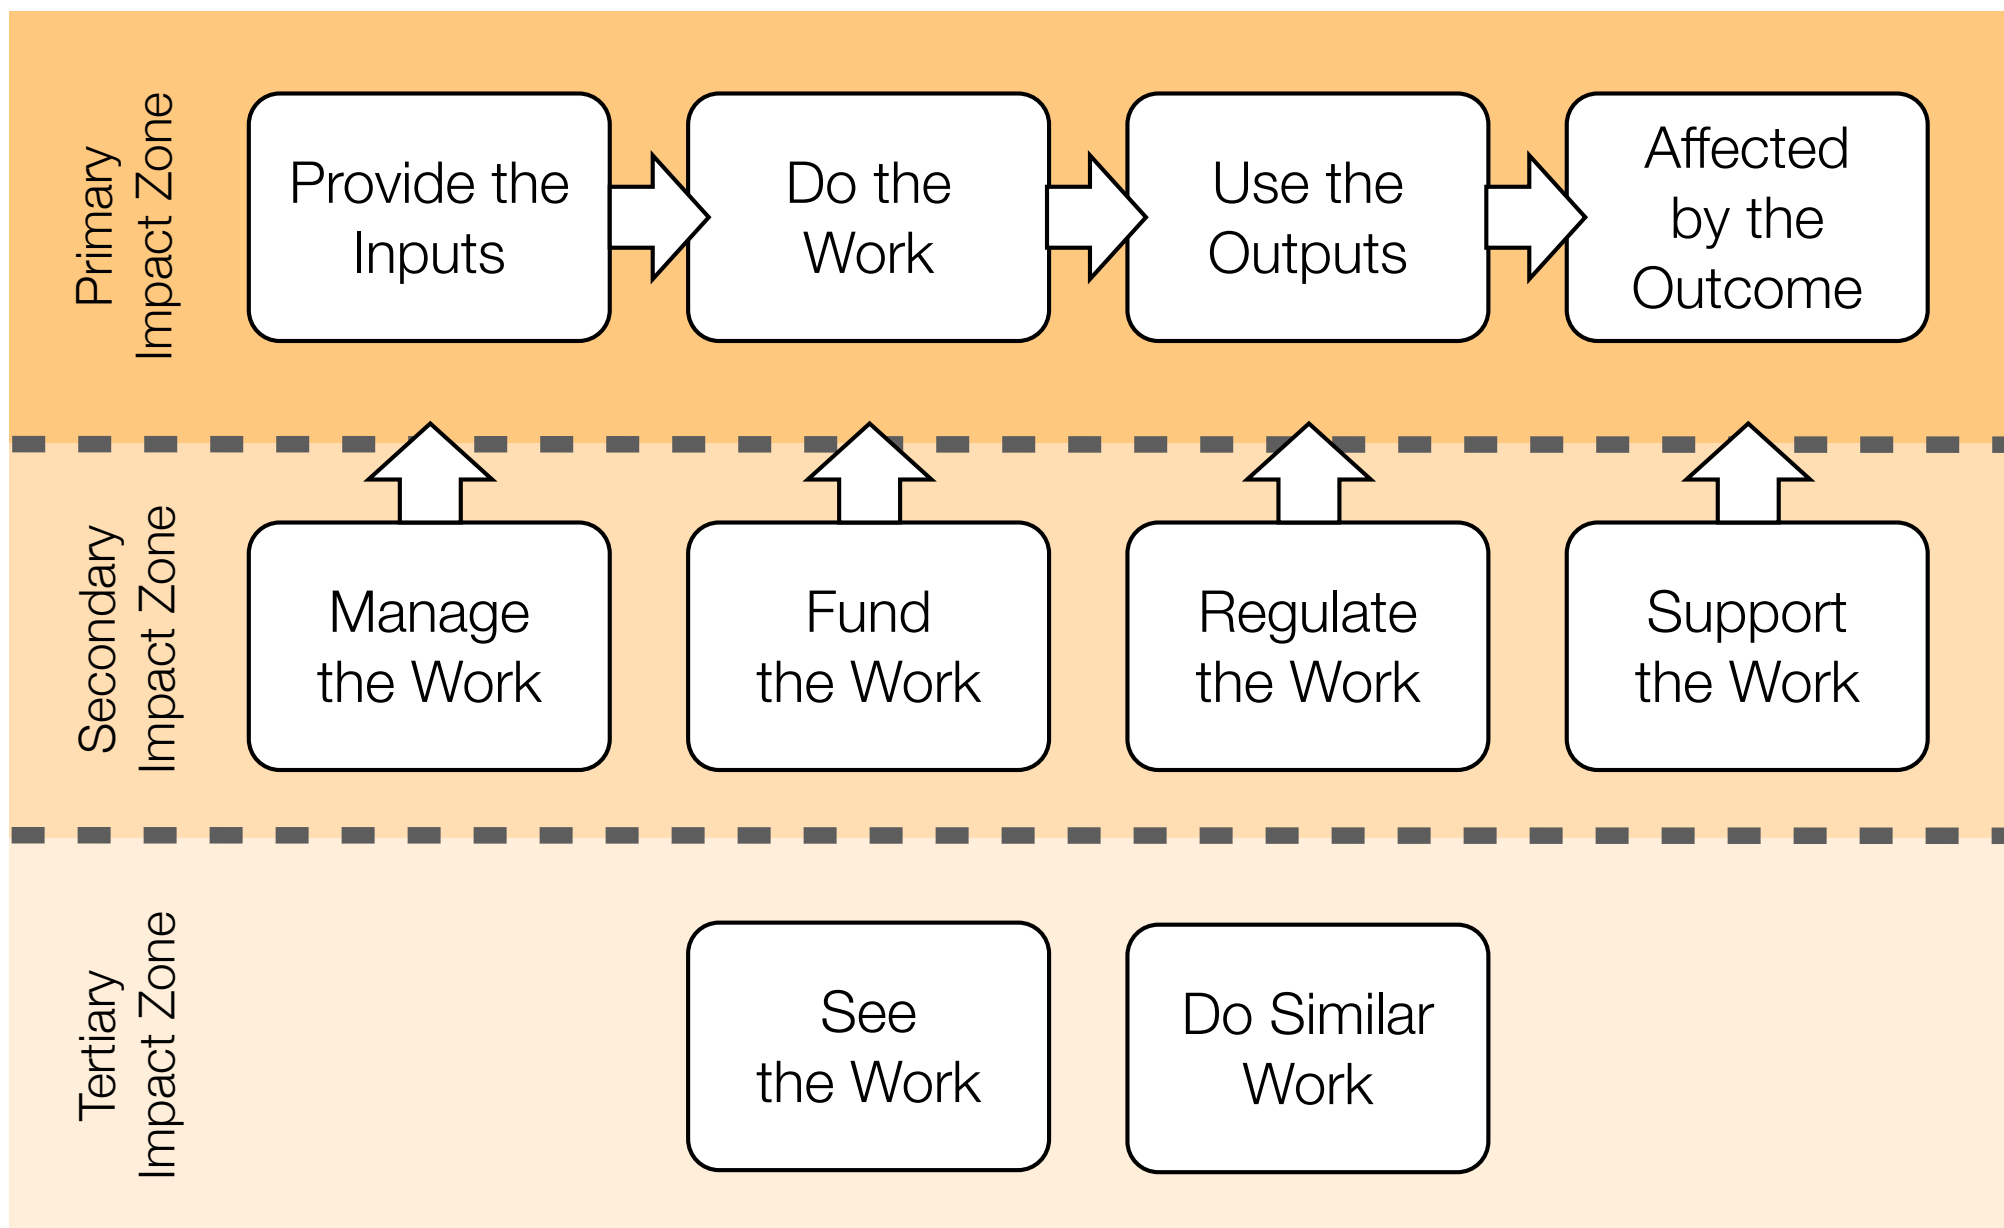 Primary
Impact Zone
Provide the
Inputs
Do the
Work
Use the
Outputs
Affected
by the
Outcome
Secondary
Impact Zone
Manage
the Work
Fund
the Work
Regulate
the Work
Support
the Work
Tertiary
Impact Zone
See
the Work
Do Similar
Work